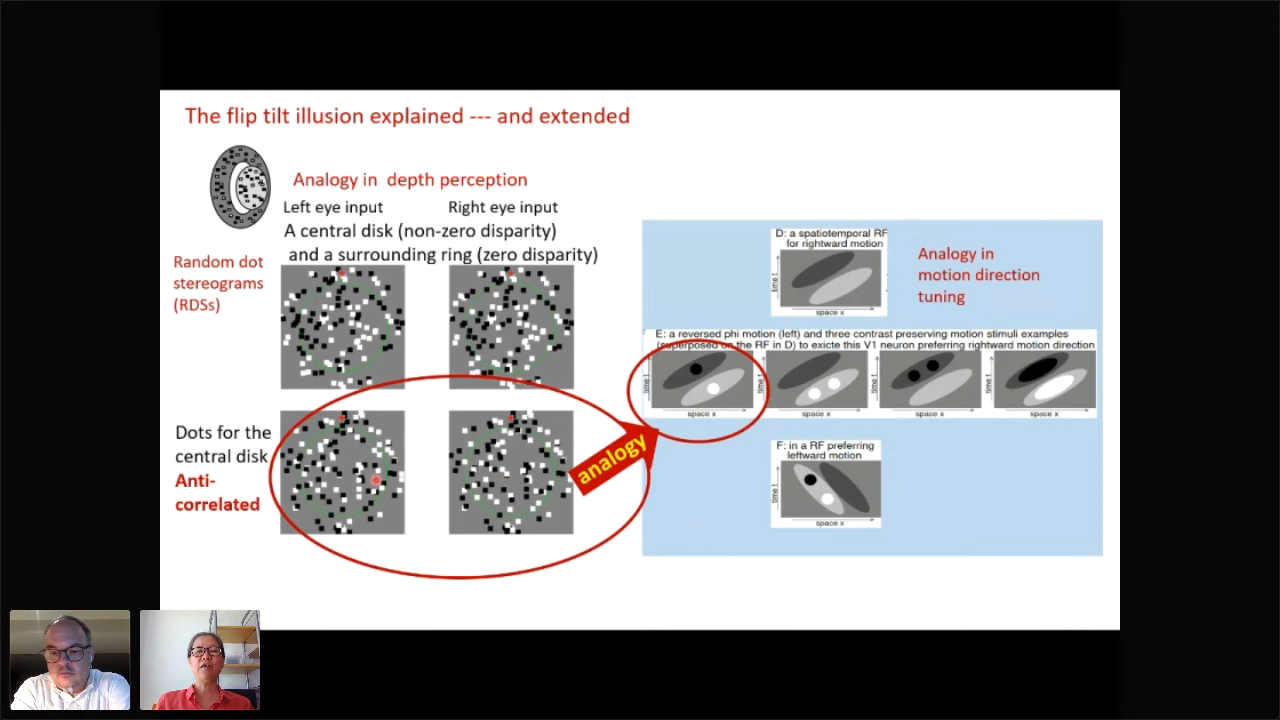 The flip tilt illusion explained --- and extended
Analogy in depth perception
Left eye input
Right eye input
A central disk (non-zero disparity)
and a surrounding ring (zero disparity)
Random dot
stereograms
(RDSs)
Dots for the
central disk
Anti-
correlated
analogy
D: a spatiotemporal RF
for rightward motion
time t
space x
Analogy in
motion direction
tuning
E: a reversed phi motion (left) and three contrast preserving motion stimuli examples
(superposed on the RF in D) to exicte this V1 neuron preferring rightward motion direction
time t
space x
time t
space x
time t
space x
time t
space x
F: in a RF preferring
leftward motion
time t
space x